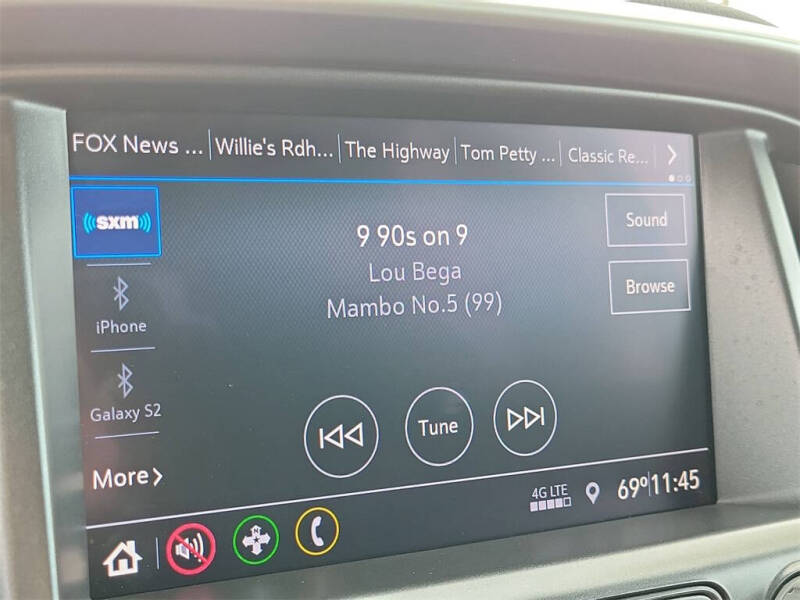 FOX News ... Willie's Rdh... The Highway Tom Petty ... Classic Re...
sxm
9 90s on 9
Lou Bega
Mambo No.5 (99)
Sound
Browse
iPhone
Galaxy S2
More
Tune
4G LTE
69° 11:45
N